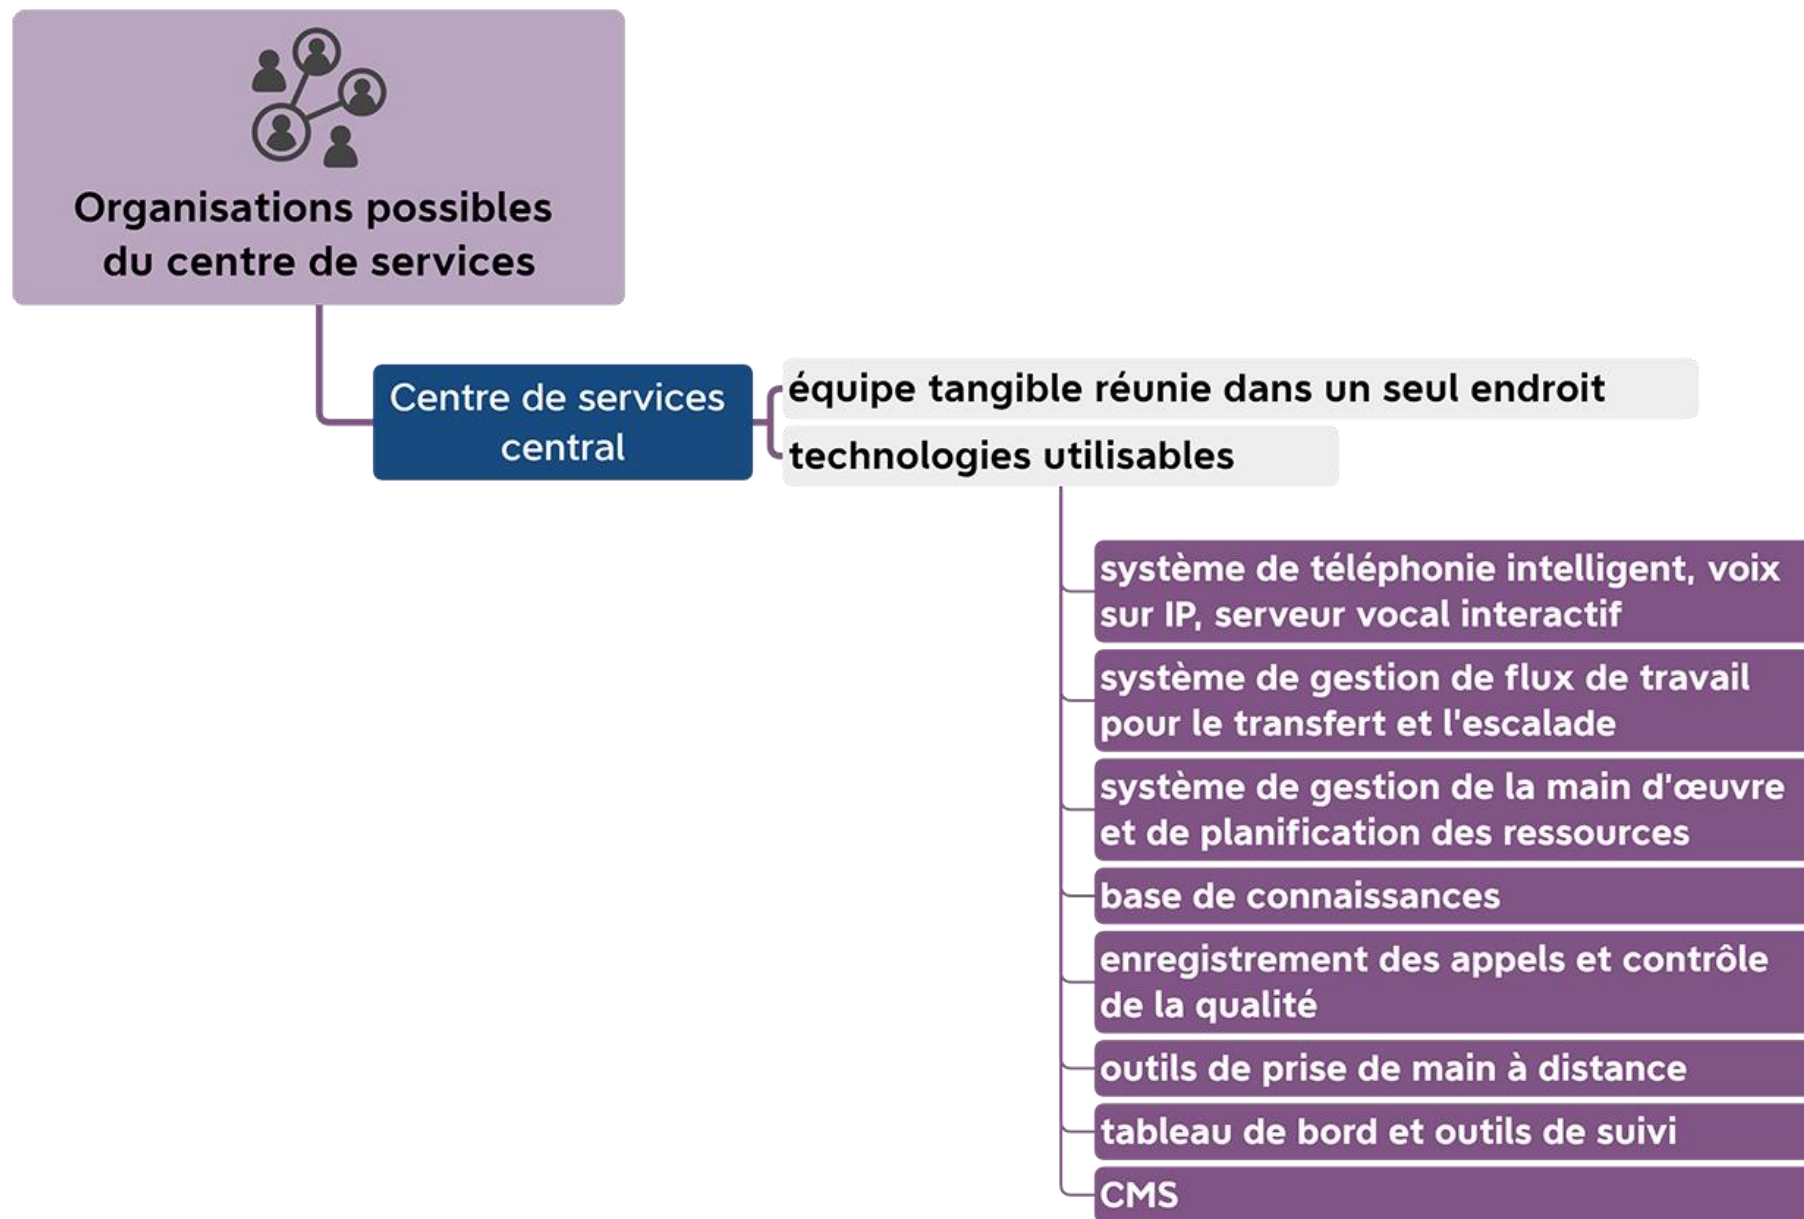 Organisations possibles
du centre de services
Centre de services
central
équipe tangible réunie dans un seul endroit
technologies utilisables
système de téléphonie intelligent, voix
sur IP, serveur vocal interactif
système de gestion de flux de travail
pour le transfert et l'escalade
système de gestion de la main d'œuvre
et de planification des ressources
base de connaissances
enregistrement des appels et contrôle
de la qualité
outils de prise de main à distance
tableau de bord et outils de suivi
CMS